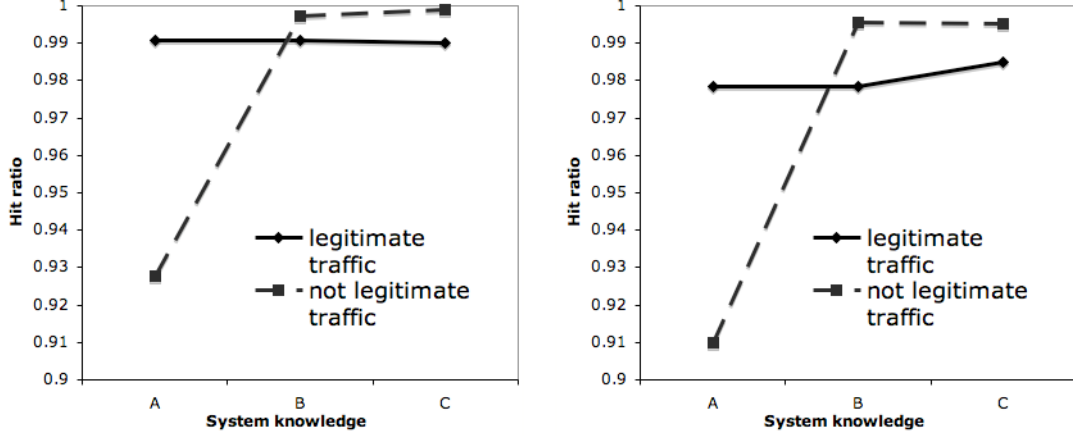 1
0.99
0.98
0.97
0.96
0.95
0.94
0.93
0.92
0.91
0.9
Hit ratio
legitimate
traffic
not legitimate
traffic
A B C
System knowledge
1
0.99
0.98
0.97
0.96
0.95
0.94
0.93
0.92
0.91
0.9
Hit ratio
legitimate
traffic
not legitimate
traffic
A B C
System knowledge